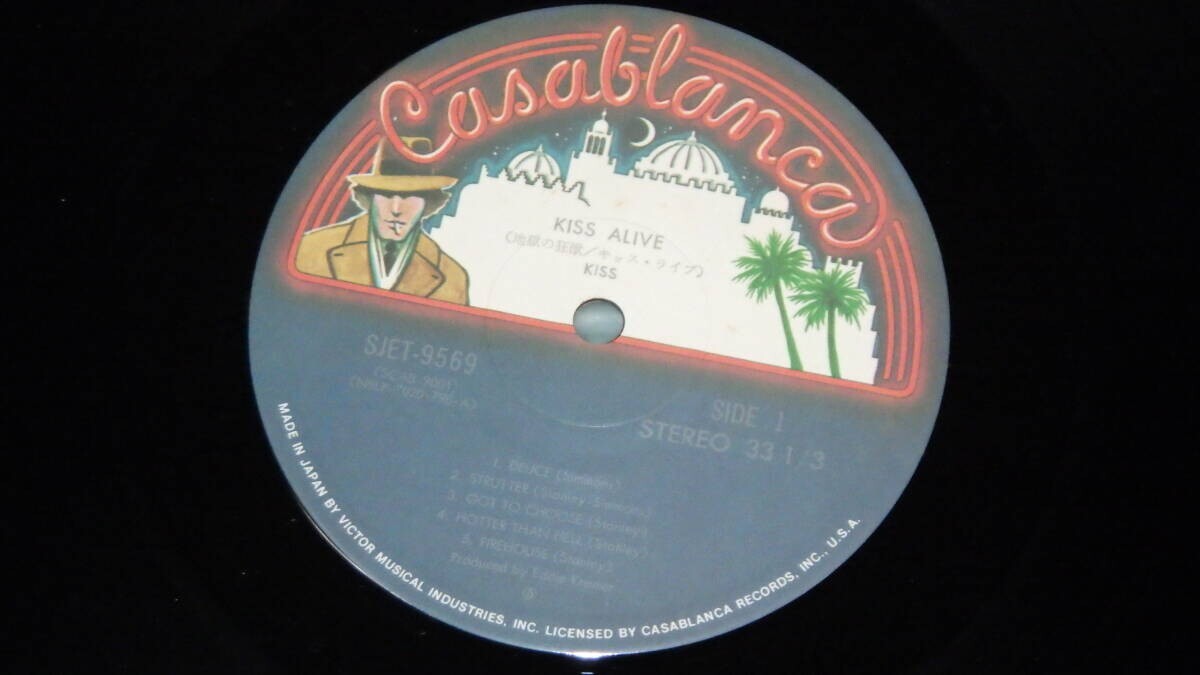 Casablanca
KISS ALIVE
(地獄の狂獣/キッス・ライブ)
KISS
SJET-9569
SIDE 1
STEREO 33 1/3
1. DEUCE (Simmons)
2. STRUTTER (Stanley-Simmons)
3. GOT TO CHOOSE (Stanley)
4. HOTTER THAN HELL (Stanley)
5. FIREHOUSE (Stanley)
Produced by Eddie Kramer
MADE IN JAPAN BY VICTOR MUSICAL INDUSTRIES, INC. LICENSED BY CASABLANCA RECORDS, INC., U.S.A.